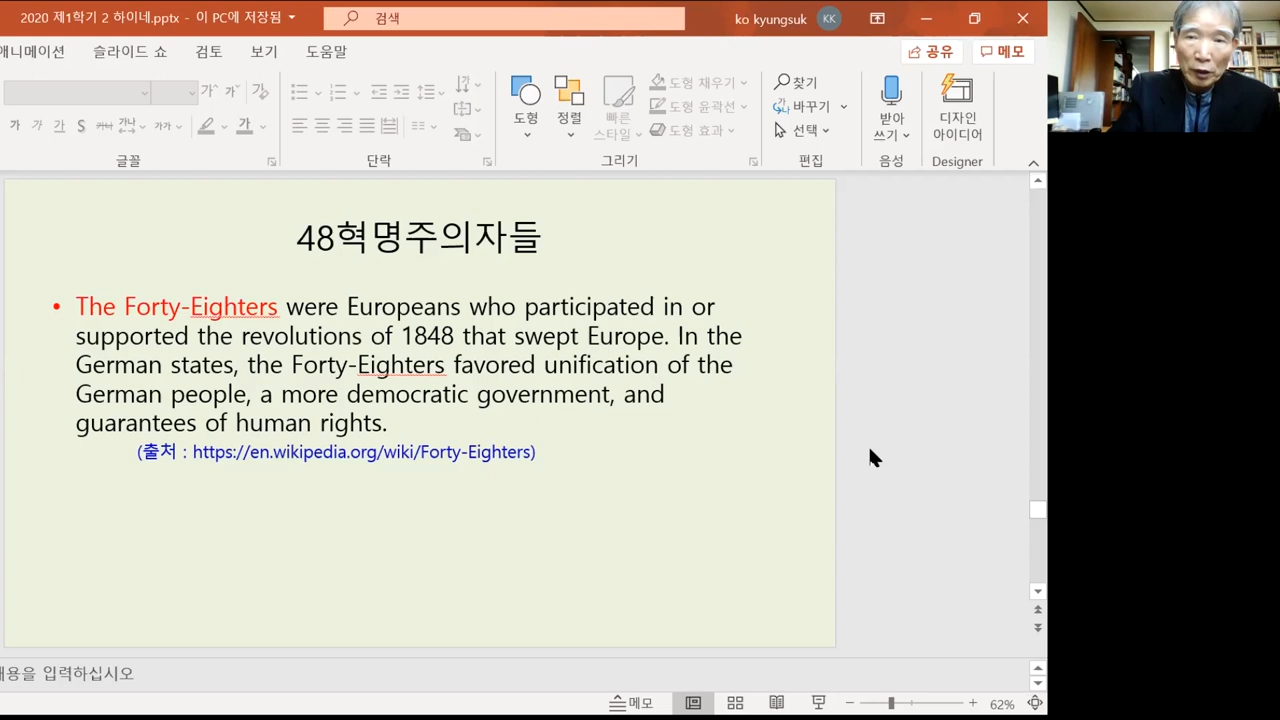 2020 제1학기 2 하이네.pptx - 이 PC에 저장됨
검색
ko kyungsuk
KK
애니메이션 슬라이드 쇼 검토 보기 도움말
공유
메모
찾기
바꾸기
선택
도형
정렬
빠른
스타일
도형 채우기
도형 윤곽선
도형 효과
받아
쓰기
디자인
아이디어
글꼴
단락
그리기
편집
음성
Designer
48혁명주의자들
• The Forty-Eighters were Europeans who participated in or
supported the revolutions of 1848 that swept Europe. In the
German states, the Forty-Eighters favored unification of the
German people, a more democratic government, and
guarantees of human rights.
(출처 : https://en.wikipedia.org/wiki/Forty-Eighters)
내용을 입력하십시오
메모
62%